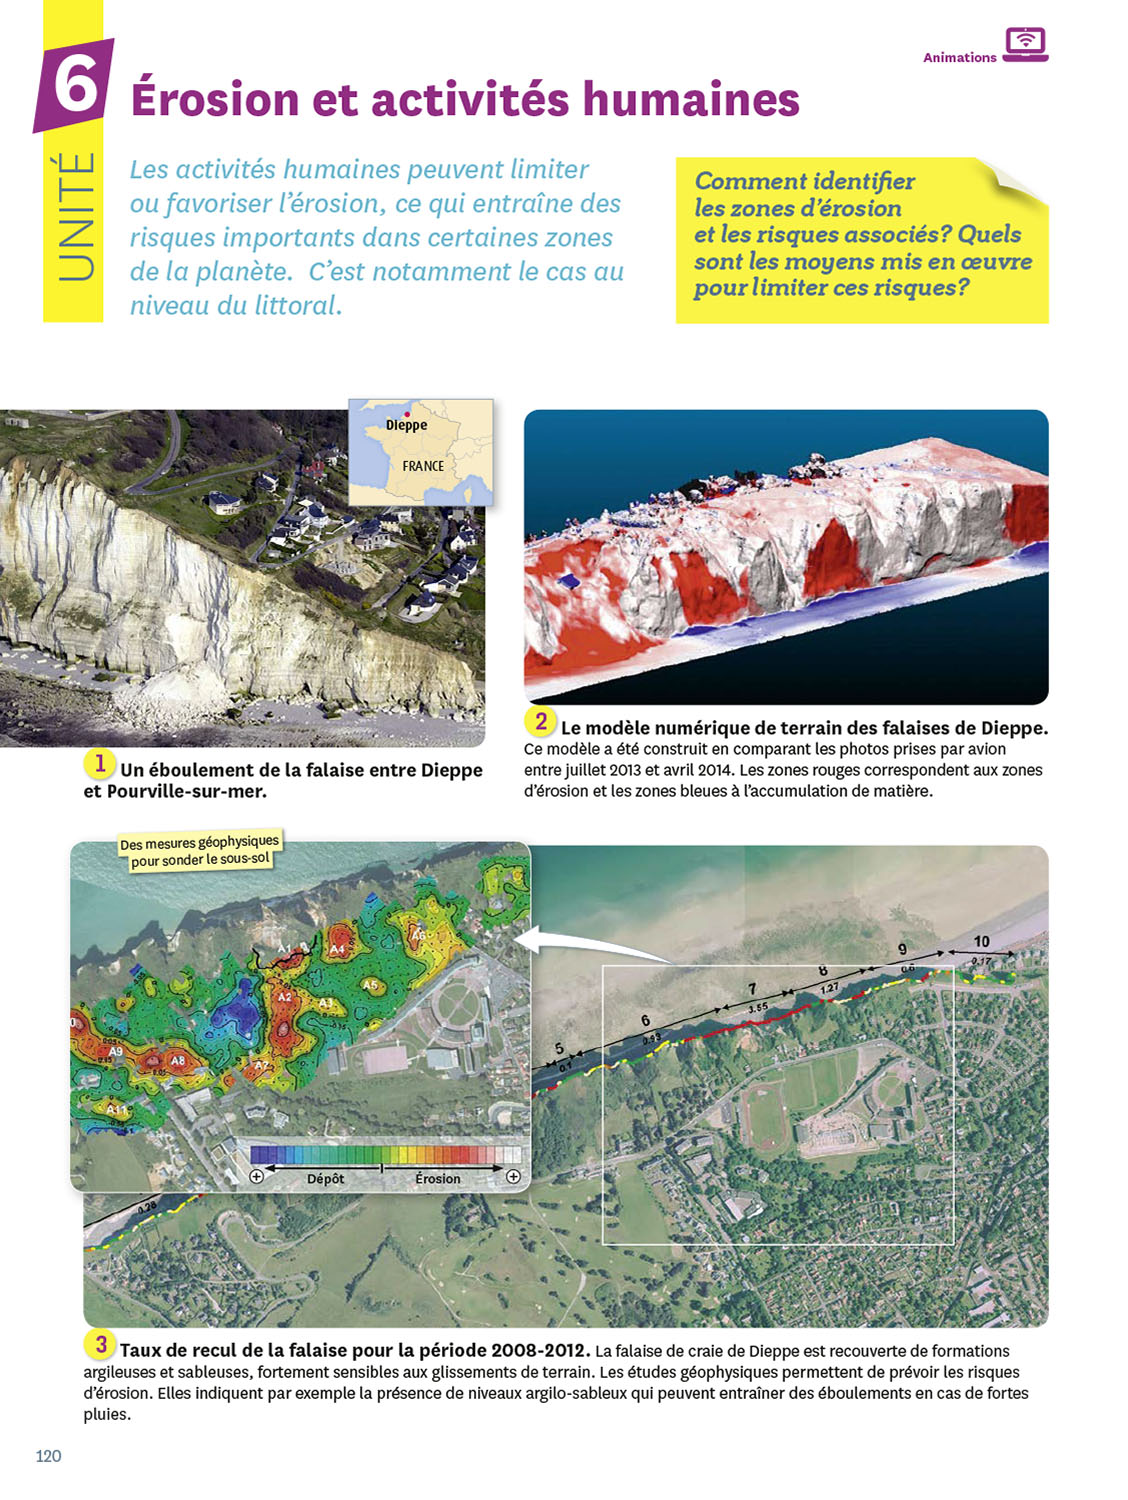 Animations
6
UNITÉ
Érosion et activités humaines
Les activités humaines peuvent limiter
ou favoriser l'érosion, ce qui entraîne des
risques importants dans certaines zones
de la planète. C'est notamment le cas au
niveau du littoral.
Comment identifier
les zones d'érosion
et les risques associés? Quels
sont les moyens mis en œuvre
pour limiter ces risques?
Dieppe
FRANCE
1 Un éboulement de la falaise entre Dieppe
et Pourville-sur-mer.
2 Le modèle numérique de terrain des falaises de Dieppe.
Ce modèle a été construit en comparant les photos prises par avion
entre juillet 2013 et avril 2014. Les zones rouges correspondent aux zones
d'érosion et les zones bleues à l'accumulation de matière.
Des mesures géophysiques
pour sonder le sous-sol
A1
A4
A6
A2
A3
A5
A9
A8
A7
A11
+ Dépôt Érosion +
5
0.1
6
7
3.55
8
1.27
9
0.6
10
0.17
0.28
3 Taux de recul de la falaise pour la période 2008-2012. La falaise de craie de Dieppe est recouverte de formations
argileuses et sableuses, fortement sensibles aux glissements de terrain. Les études géophysiques permettent de prévoir les risques
d'érosion. Elles indiquent par exemple la présence de niveaux argilo-sableux qui peuvent entraîner des éboulements en cas de fortes
pluies.
120